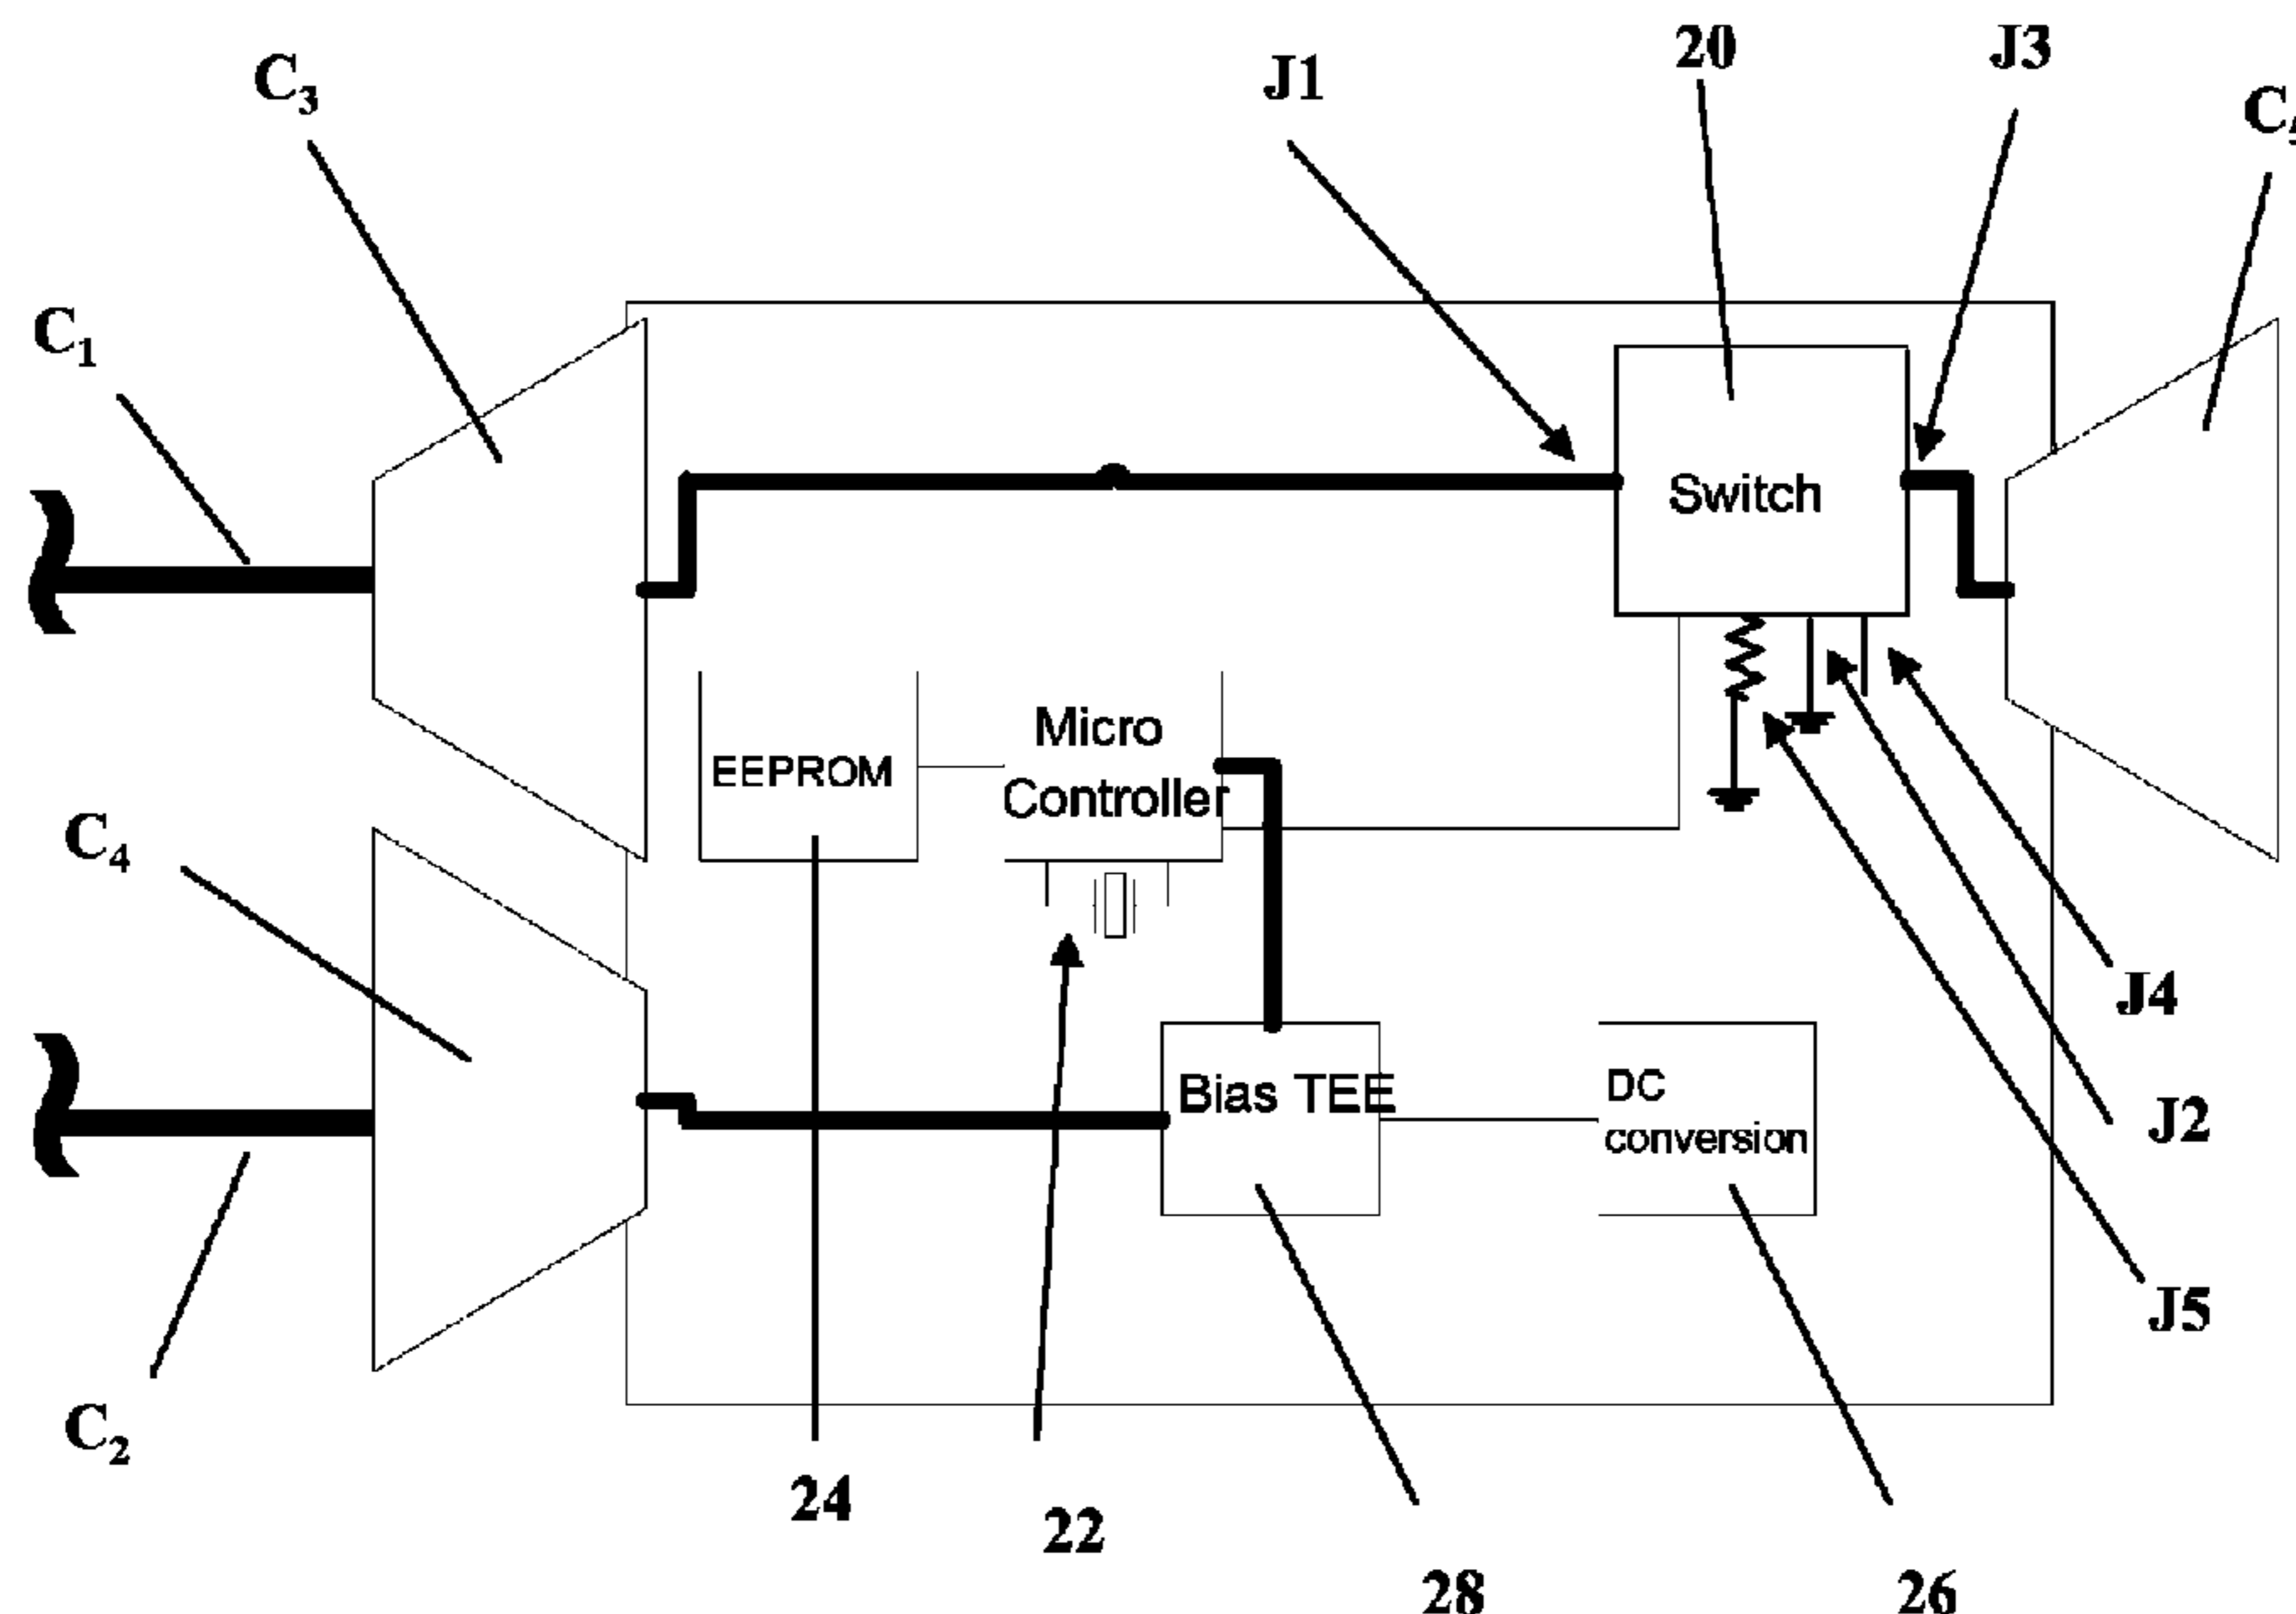 20
J3
J1
C₃
C₁
Switch
Micro
Controller
EEPROM
C₄
J4
Bias TEE
DC
conversion
J2
J5
C₂
24
22
28
26